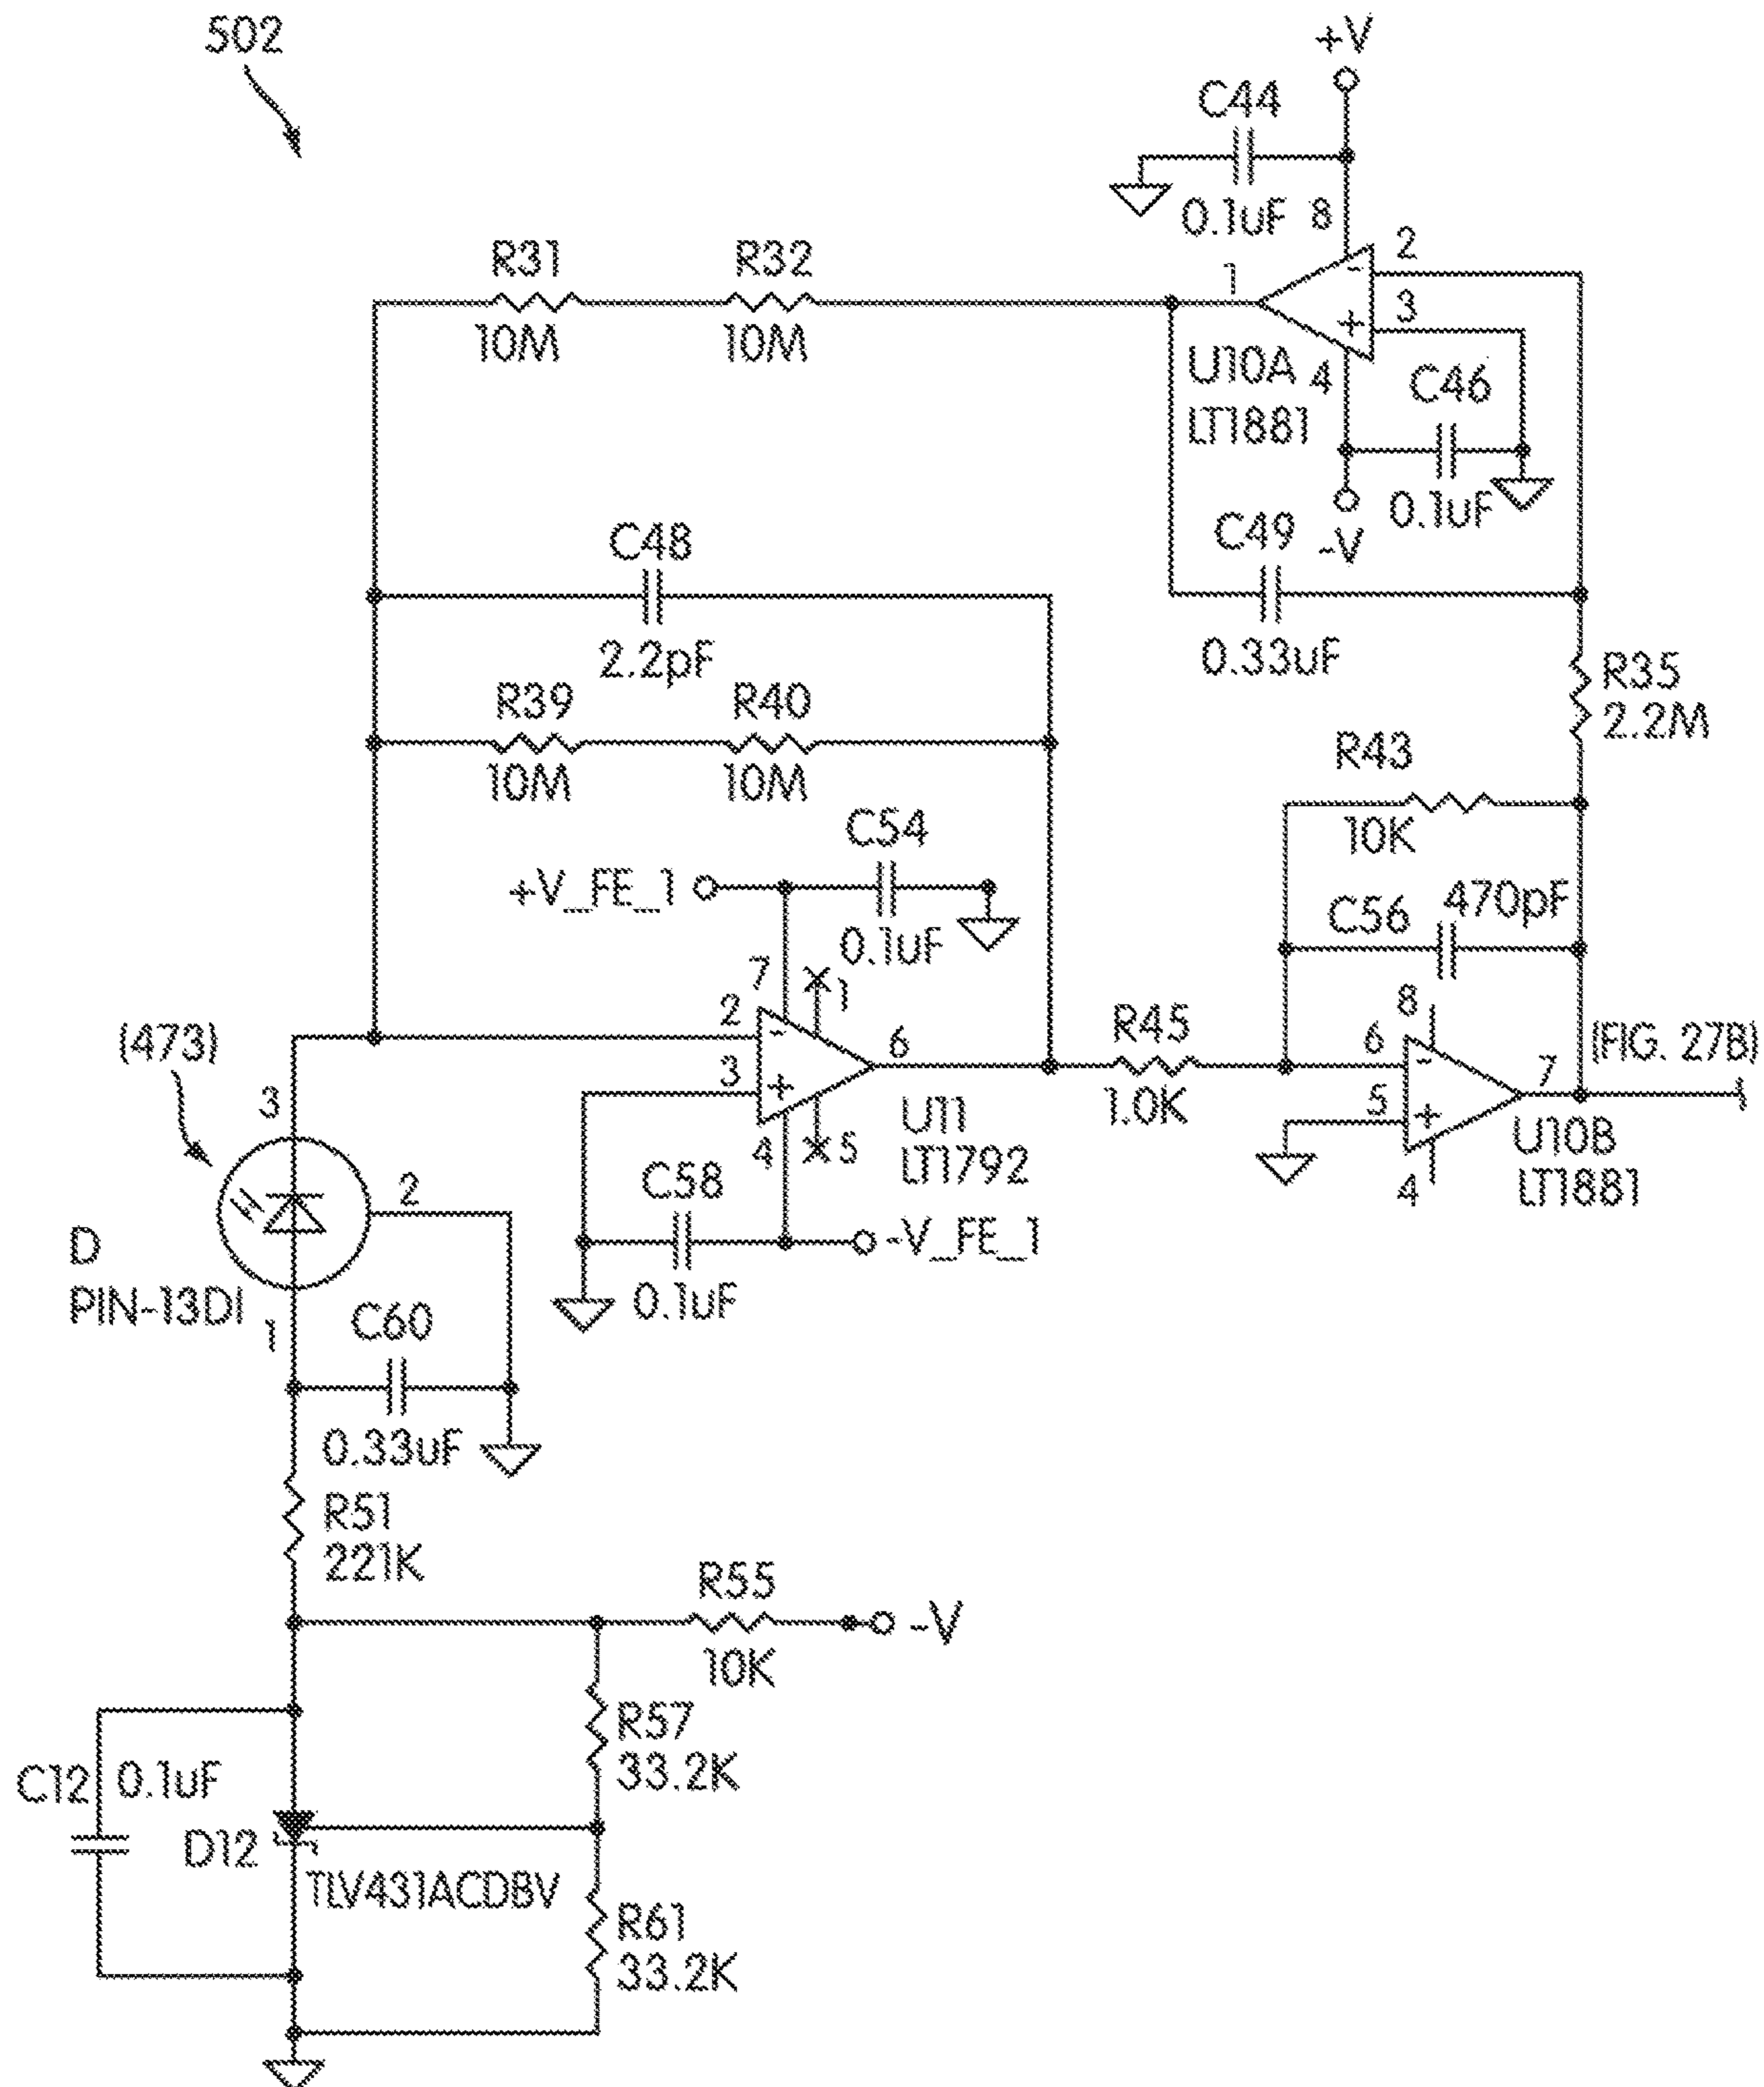 502
+V
C44
0.1uF
8
2
1
3
R31
R32
10M
10M
U10A
4
C46
LT1881
0.1uF
-V
C48
C49
2.2pF
0.33uF
R35
2.2M
R39
R40
10M
10M
R43
10K
C54
+V_FE_1
0.1uF
C56
470pF
7
1
2
8
(473)
R45
(FIG. 27B)
6
6
3
3
7
1.0K
5
U11
U10B
4
5
LT1792
C58
LT1881
4
2
-V_FE_1
D
0.1uF
PIN-13DI
1
C60
0.33uF
R51
221K
R55
-V
10K
R57
33.2K
C12
0.1uF
D12
TLV431ACDBV
R61
33.2K